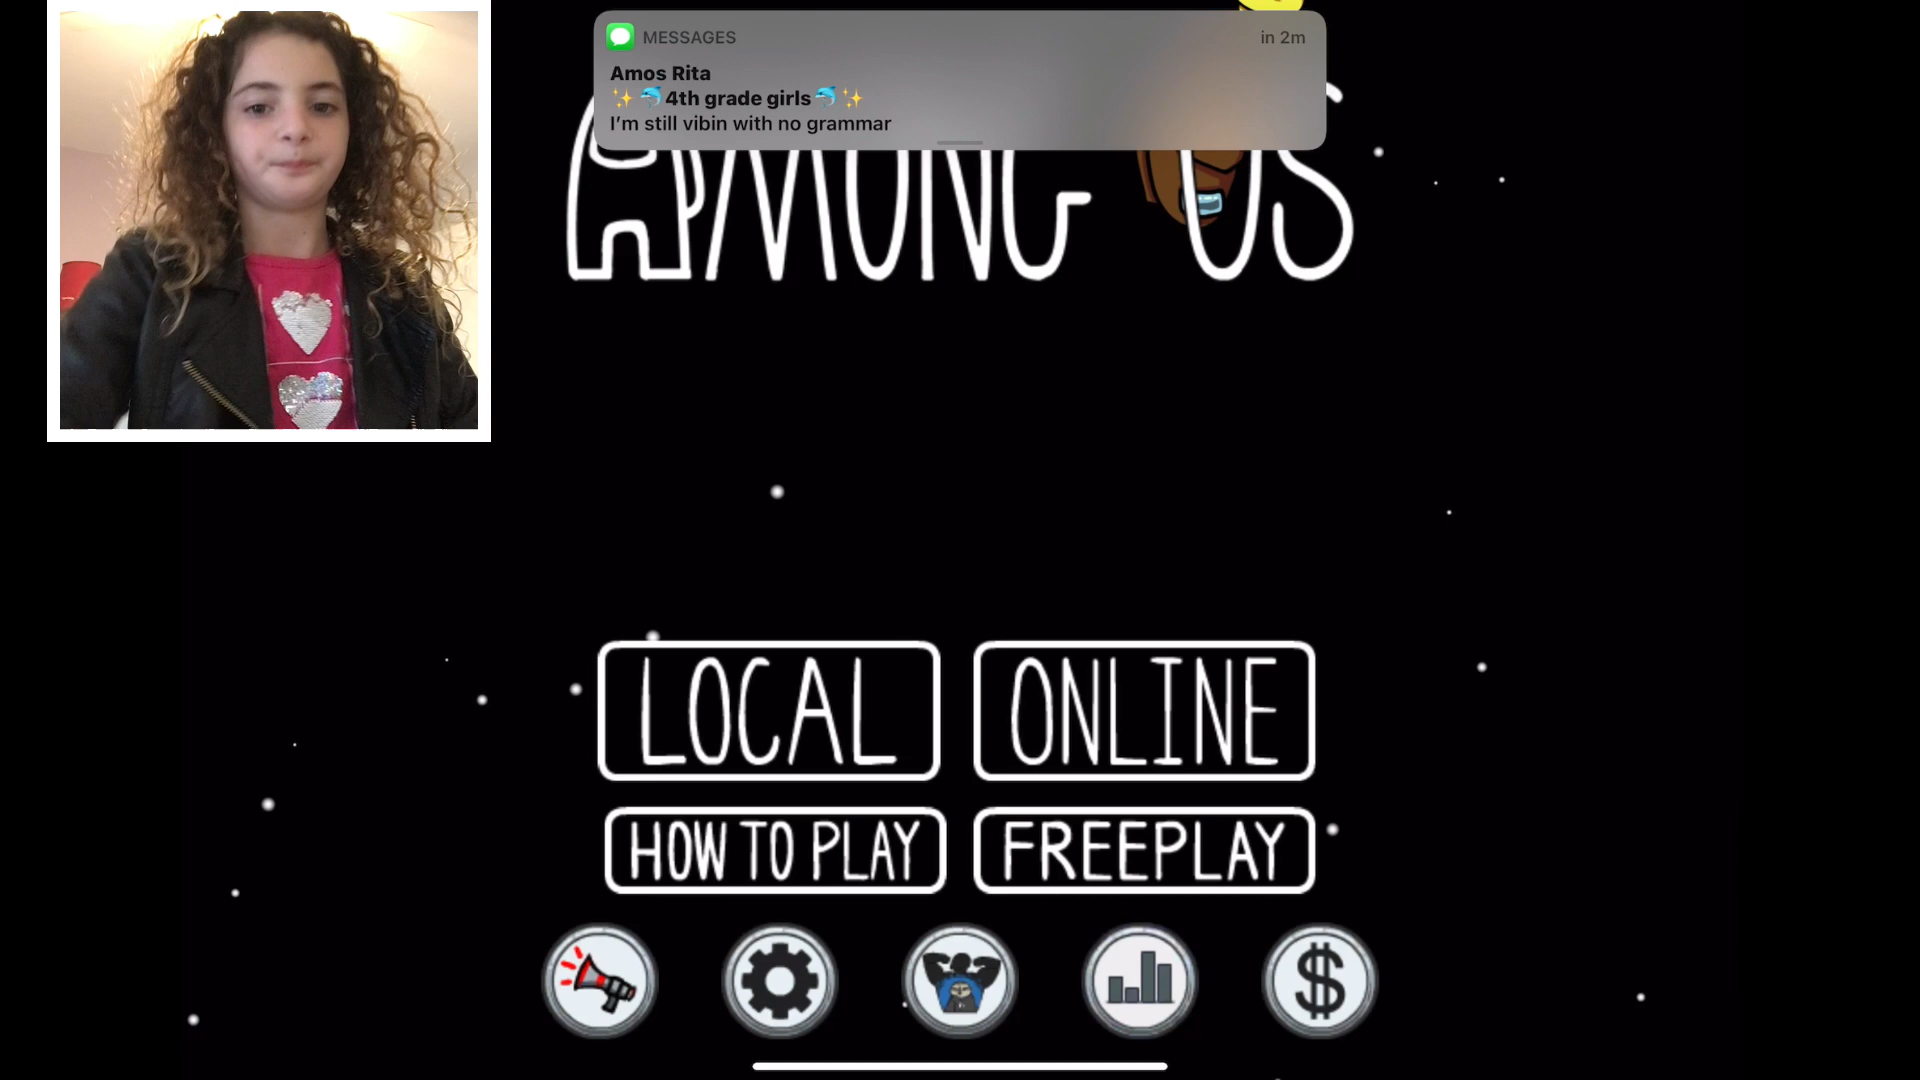 MESSAGES
in 2m
Amos Rita
✨🐬4th grade girls🐬✨
I’m still vibin with no grammar
AMONG US
LOCAL
ONLINE
HOW TO PLAY
FREEPLAY
$